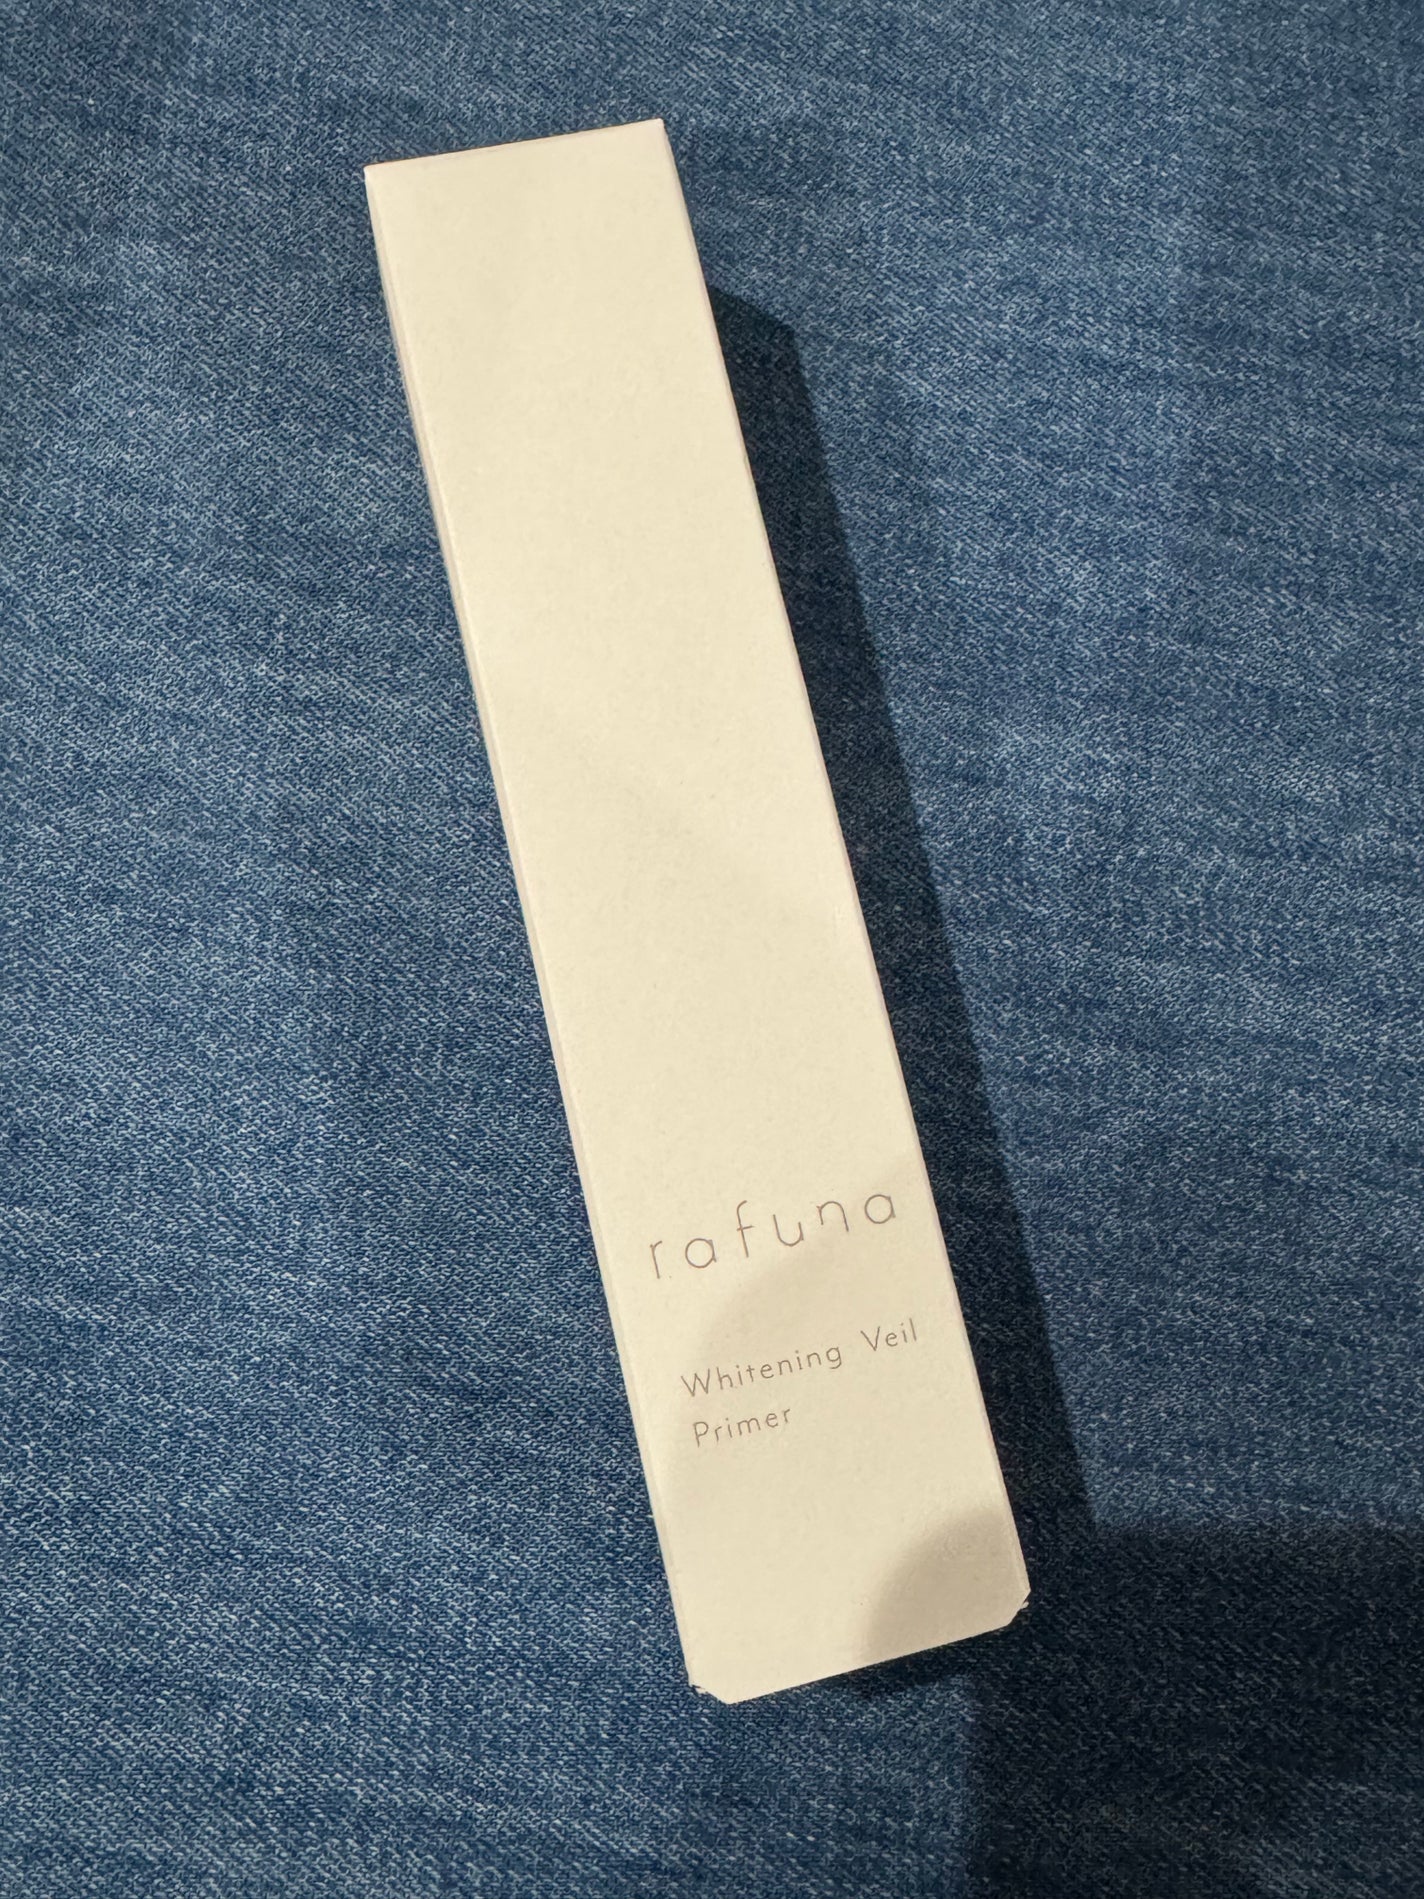 rafuna
Whitening Veil
Primer